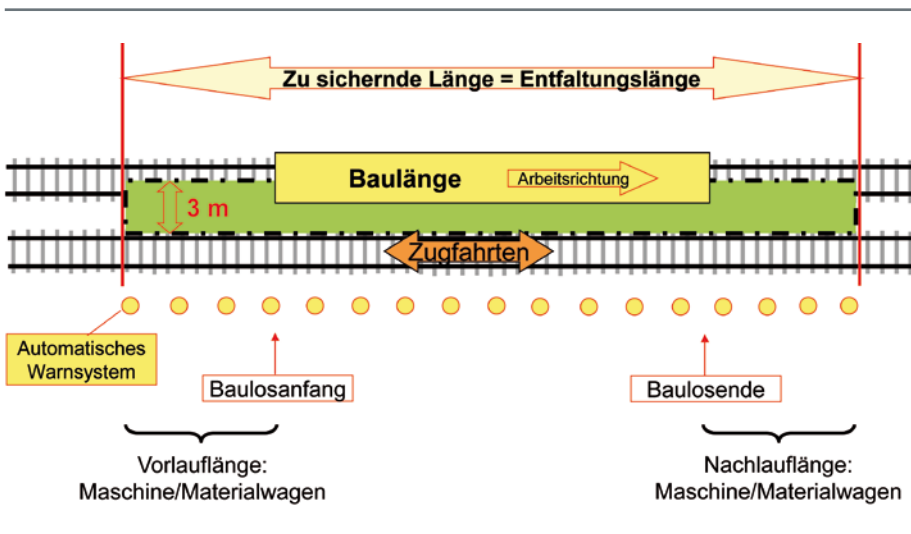 Zu sichernde Länge = Entfaltungslänge
Baulänge
Arbeitsrichtung
3 m
Zugfahrten
Automatisches
Warnsystem
Baulosanfang
Baulosende
Vorlauflänge:
Maschine/Materialwagen
Nachlauflänge:
Maschine/Materialwagen